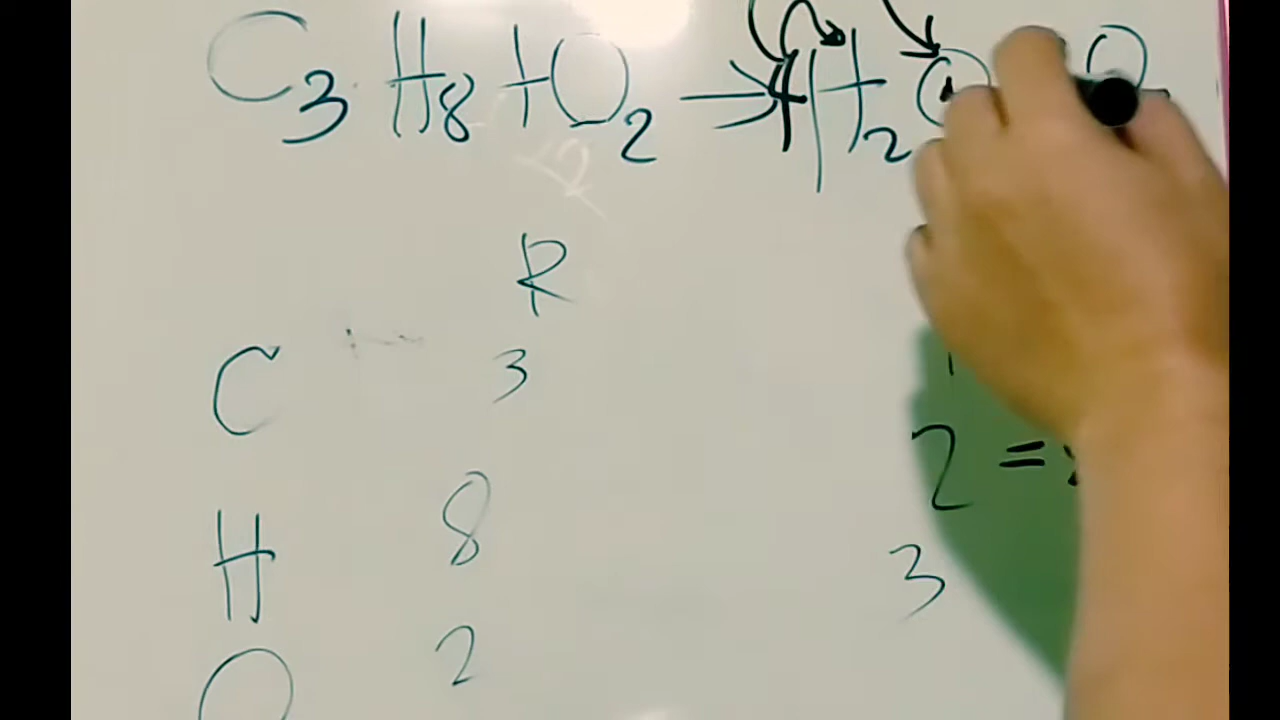 C3H8+O2→4H2O
R
C 3
H 8 2 =
O 2 3